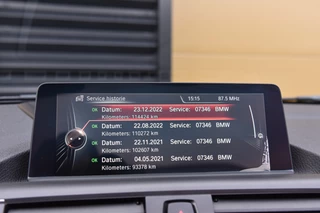 Service historie 15:15 87.5 MHz
OK Datum: 23.12.2022 Service: 07346 BMW
Kilometers: 114424 km
OK Datum: 22.08.2022 Service: 07346 BMW
Kilometers: 110272 km
OK Datum: 22.11.2021 Service: 07346 BMW
Kilometers: 102607 km
OK Datum: 04.05.2021 Service: 07346 BMW
Kilometers: 93378 km